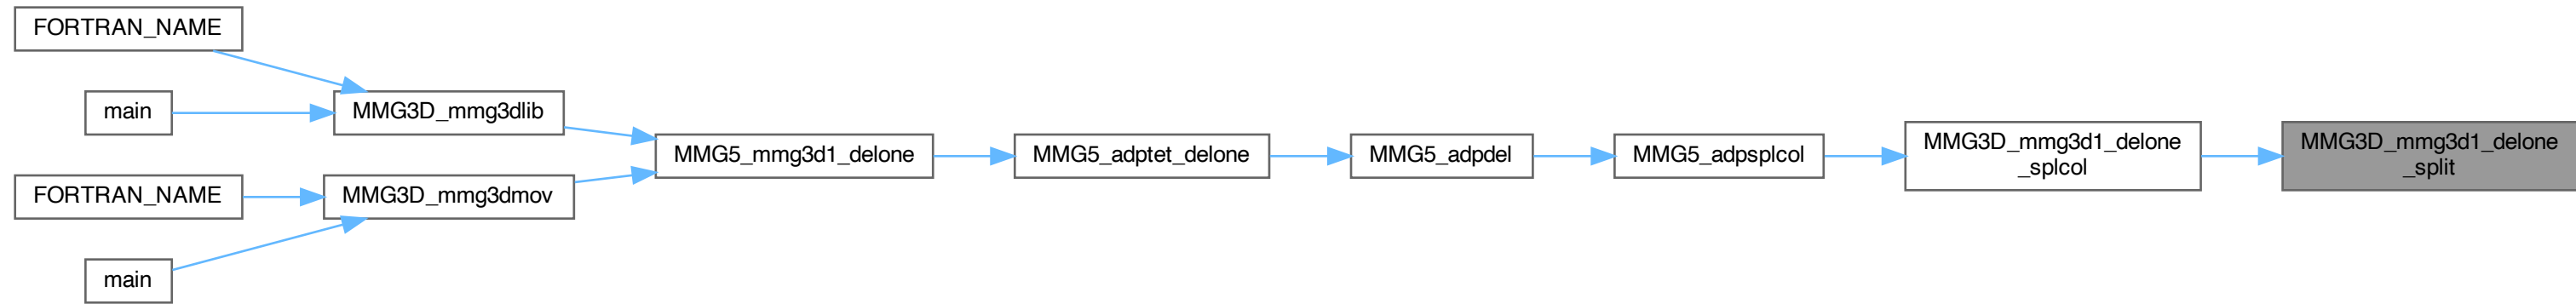 FORTRAN_NAME
main
MMG3D_mmg3dlib
FORTRAN_NAME
main
MMG3D_mmg3dmov
MMG5_mmg3d1_delone
MMG5_adptet_delone
MMG5_adpdel
MMG5_adpsplcol
MMG3D_mmg3d1_delone
_splcol
MMG3D_mmg3d1_delone
_split